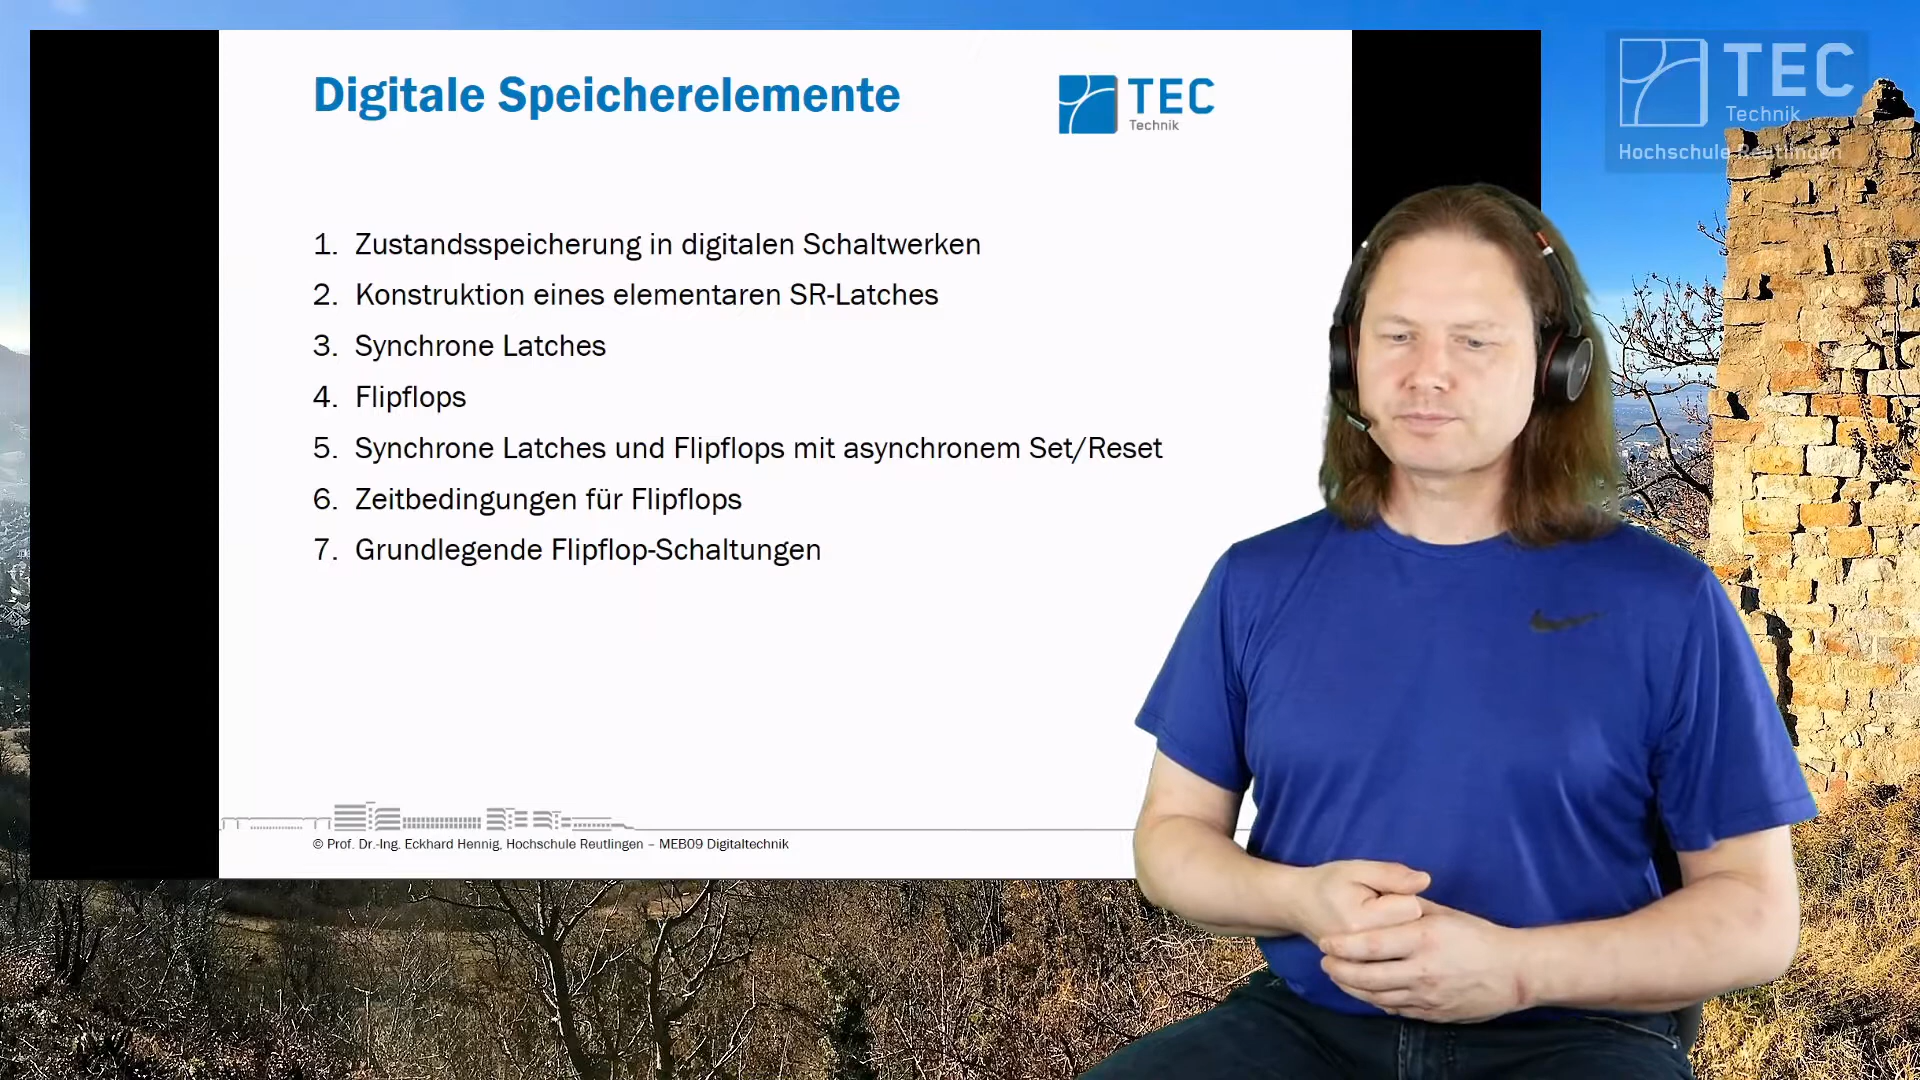 Digitale Speicherelemente
TEC
Technik
1. Zustandsspeicherung in digitalen Schaltwerken
2. Konstruktion eines elementaren SR-Latches
3. Synchrone Latches
4. Flipflops
5. Synchrone Latches und Flipflops mit asynchronem Set/Reset
6. Zeitbedingungen für Flipflops
7. Grundlegende Flipflop-Schaltungen
© Prof. Dr.-Ing. Eckhard Hennig, Hochschule Reutlingen – MEB09 Digitaltechnik
TEC
Technik
Hochschule Reutlingen